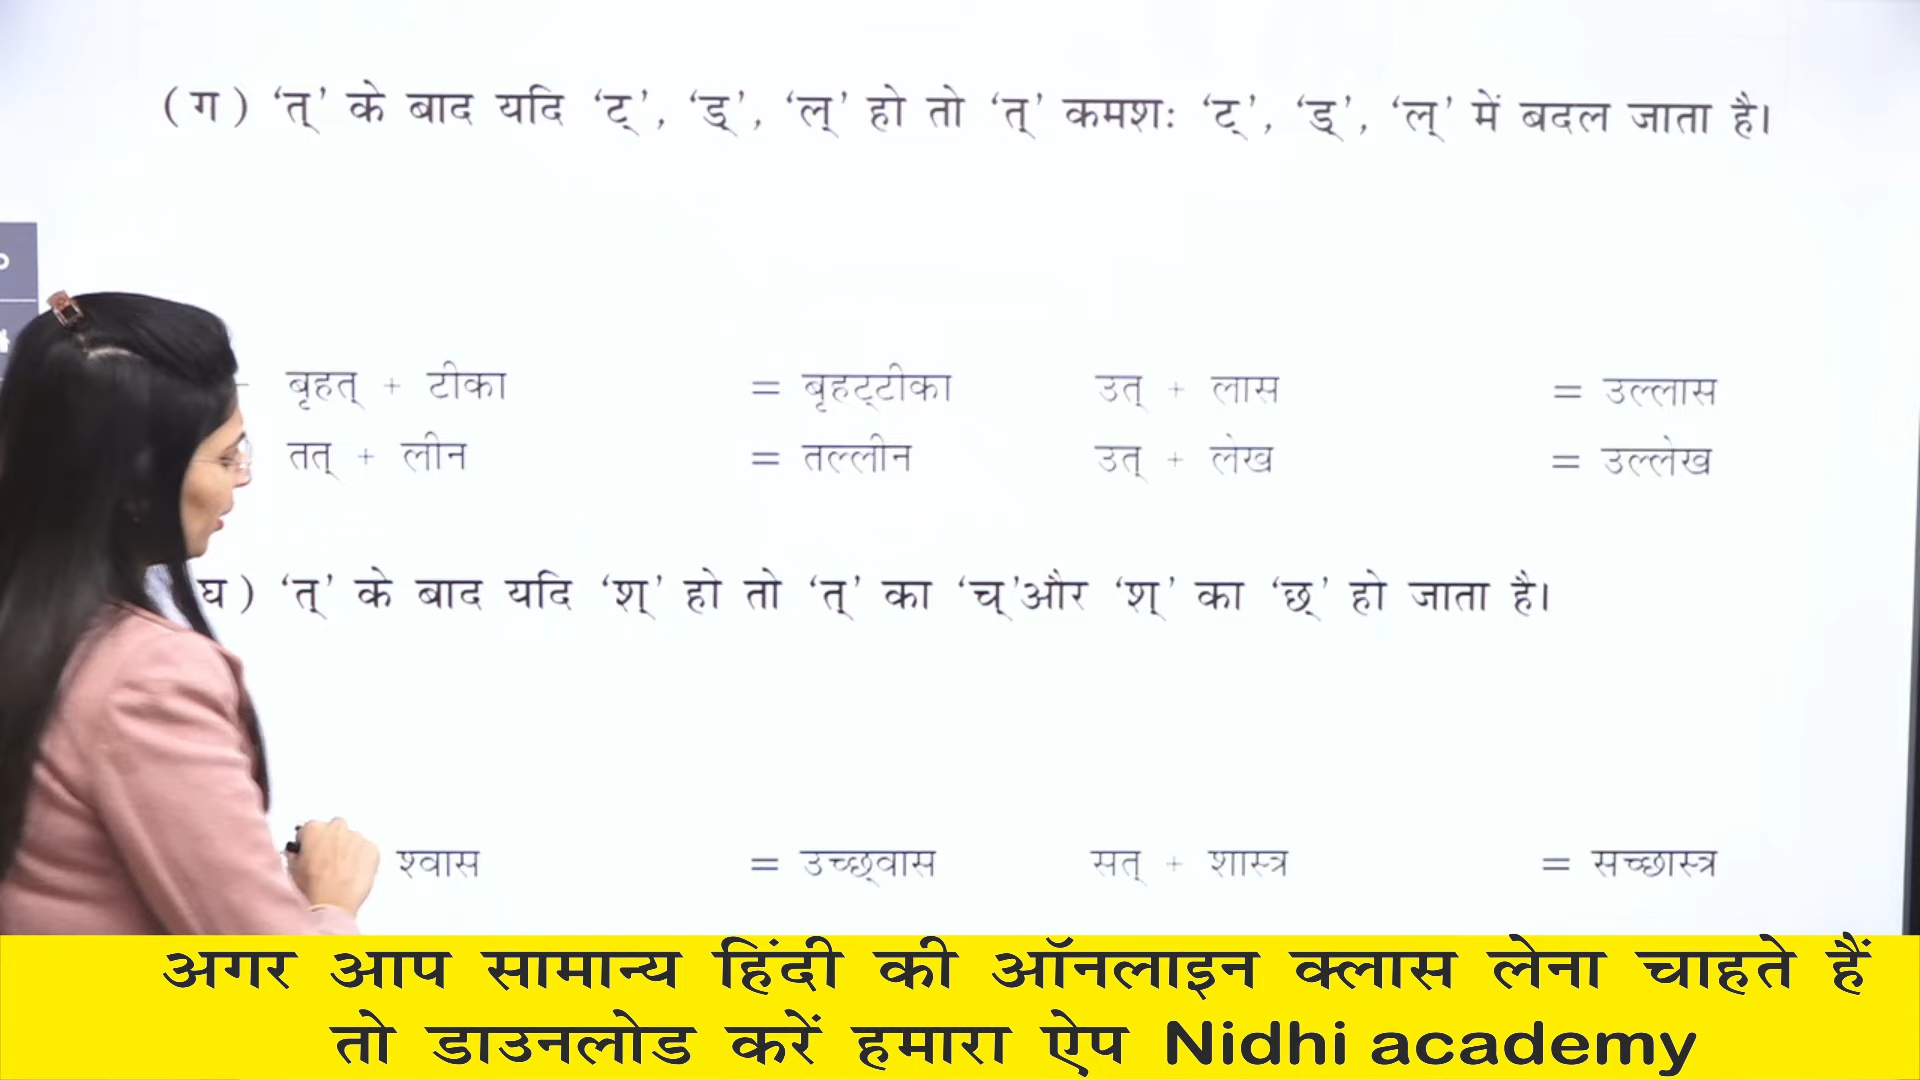 (ग) ‘त्’ के बाद यदि ‘ट्’, ‘ड्’, ‘ल्’ हो तो ‘त्’ कमशः ‘ट्’, ‘ड्’, ‘ल्’ में बदल जाता है।
बृहत् + टीका = बृहट्टीका उत् + लास = उल्लास
तत् + लीन = तल्लीन उत् + लेख = उल्लेख
घ) ‘त्’ के बाद यदि ‘श्’ हो तो ‘त्’ का ‘च्’और ‘श्’ का ‘छ्’ हो जाता है।
श्वास = उच्छ्वास सत् + शास्त्र = सच्छास्त्र
अगर आप सामान्य हिंदी की ऑनलाइन क्लास लेना चाहते हैं
तो डाउनलोड करें हमारा ऐप Nidhi academy